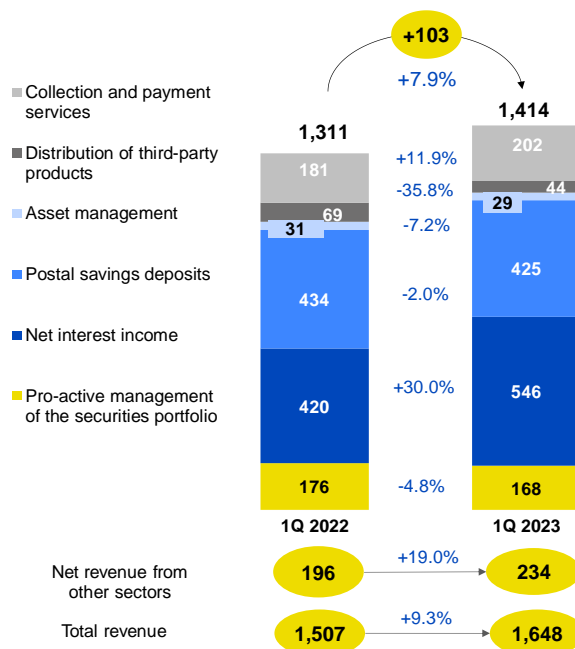 +103
+7.9%
Collection and payment
services
Distribution of third-party
products
Asset management
Postal savings deposits
Net interest income
Pro-active management
of the securities portfolio
1,311
181
69
31
434
420
176
1Q 2022
+11.9%
-35.8%
-7.2%
-2.0%
+30.0%
-4.8%
1,414
202
44
29
425
546
168
1Q 2023
Net revenue from
other sectors
196
+19.0%
234
Total revenue
1,507
+9.3%
1,648